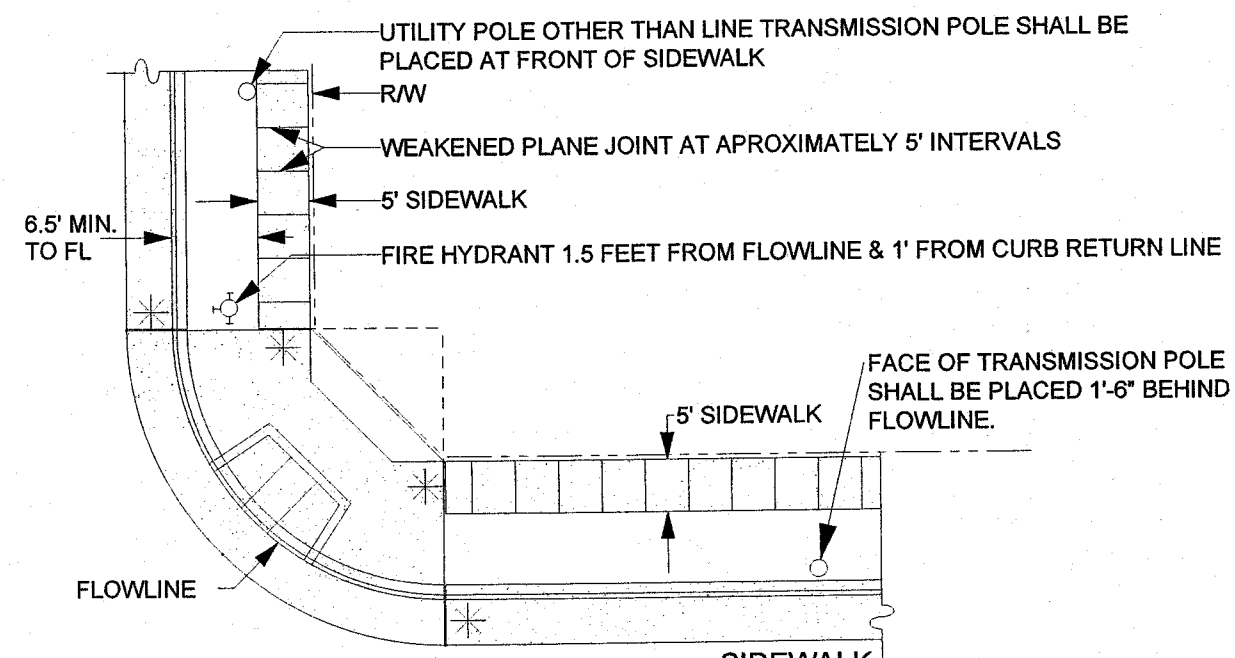 UTILITY POLE OTHER THAN LINE TRANSMISSION POLE SHALL BE
PLACED AT FRONT OF SIDEWALK
R/W
WEAKENED PLANE JOINT AT APROXIMATELY 5' INTERVALS
5' SIDEWALK
6.5' MIN.
TO FL
FIRE HYDRANT 1.5 FEET FROM FLOWLINE & 1' FROM CURB RETURN LINE
FACE OF TRANSMISSION POLE
SHALL BE PLACED 1'-6" BEHIND
FLOWLINE.
5' SIDEWALK
FLOWLINE
SIDEWALK